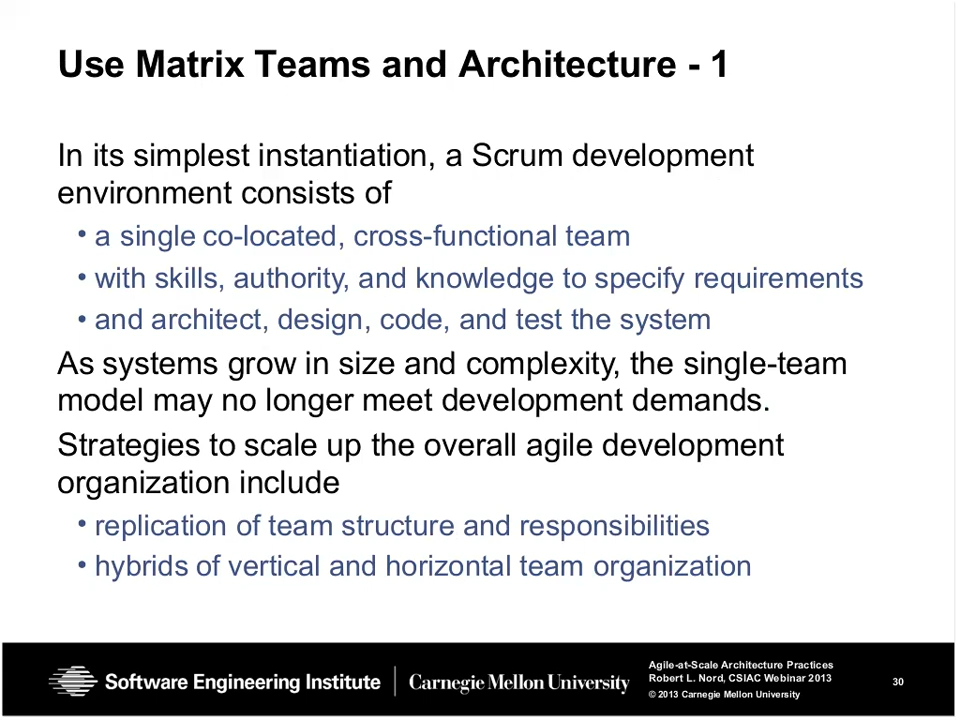 Use Matrix Teams and Architecture - 1
In its simplest instantiation, a Scrum development
environment consists of
• a single co-located, cross-functional team
• with skills, authority, and knowledge to specify requirements
• and architect, design, code, and test the system
As systems grow in size and complexity, the single-team
model may no longer meet development demands.
Strategies to scale up the overall agile development
organization include
• replication of team structure and responsibilities
• hybrids of vertical and horizontal team organization
Software Engineering Institute | Carnegie Mellon University
Agile-at-Scale Architecture Practices
Robert L. Nord, CSIAC Webinar 2013
© 2013 Carnegie Mellon University
30